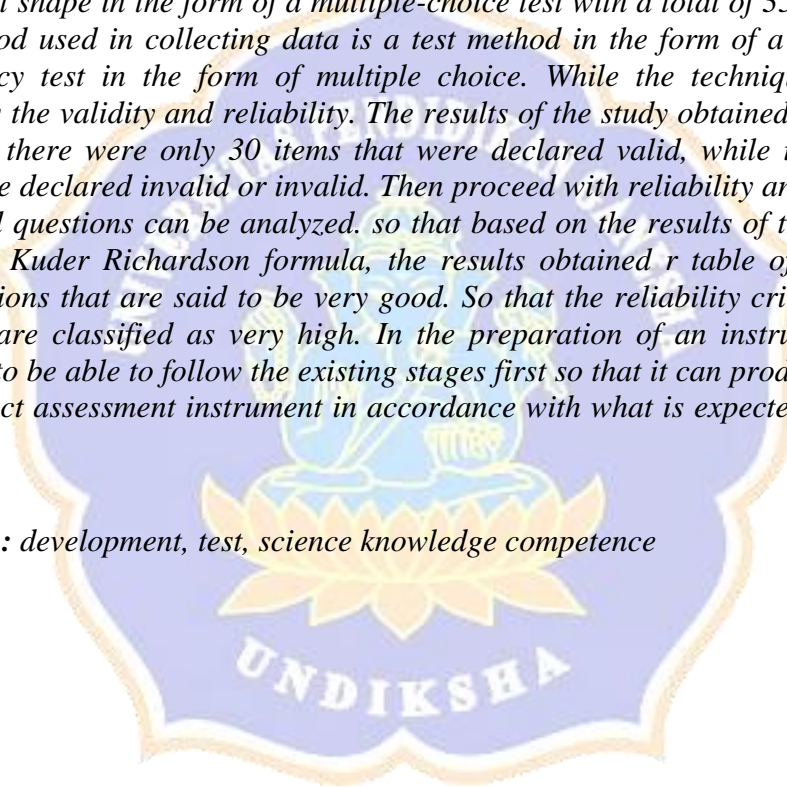 shape in the form of a multiple-choice test with a total of 35
od used in collecting data is a test method in the form of a
cy test in the form of multiple choice. While the techniqu
the validity and reliability. The results of the study obtained
there were only 30 items that were declared valid, while
e declared invalid or invalid. Then proceed with reliability an
questions can be analyzed. so that based on the results of t
Kuder Richardson formula, the results obtained r table of
ions that are said to be very good. So that the reliability cri
are classified as very high. In the preparation of an instru
to be able to follow the existing stages first so that it can prod
ct assessment instrument in accordance with what is expecte
: development, test, science knowledge competence
UNIVERSITAS PENDIDIKAN GANESHA
UNDIKSHA